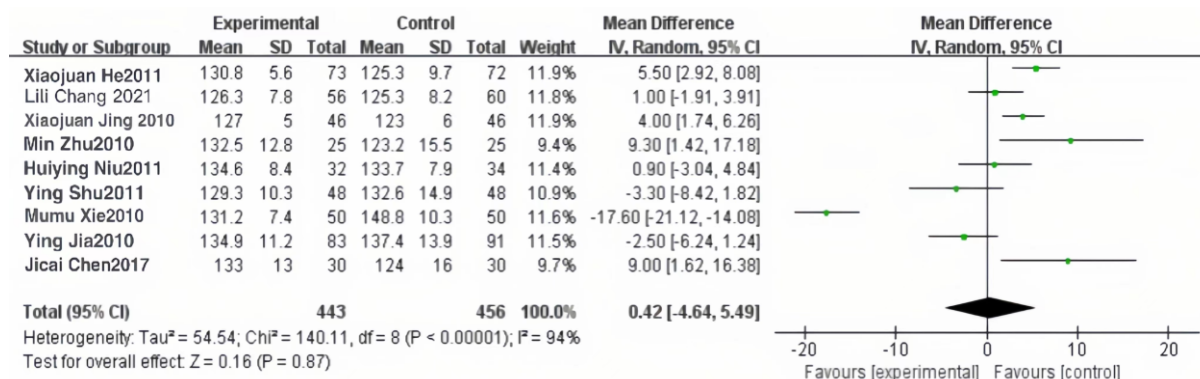 Experimental Control Mean Difference Mean Difference
Study or Subgroup Mean SD Total Mean SD Total Weight IV, Random, 95% CI IV, Random, 95% CI
Xiaojuan He2011 130.8 5.6 73 125.3 9.7 72 11.9% 5.50 [2.92, 8.08]
Lili Chang 2021 126.3 7.8 56 125.3 8.2 60 11.8% 1.00 [-1.91, 3.91]
Xiaojuan Jing 2010 127 5 46 123 6 46 11.9% 4.00 [1.74, 6.26]
Min Zhu2010 132.5 12.8 25 123.2 15.5 25 9.4% 9.30 [1.42, 17.18]
Huiying Niu2011 134.6 8.4 32 133.7 7.9 34 11.4% 0.90 [-3.04, 4.84]
Ying Shu2011 129.3 10.3 48 132.6 14.9 48 10.9% -3.30 [-8.42, 1.82]
Mumu Xie2010 131.2 7.4 50 148.8 10.3 50 11.6% -17.60 [-21.12, -14.08]
Ying Jia2010 134.9 11.2 83 137.4 13.9 91 11.5% -2.50 [-6.24, 1.24]
Jicai Chen2017 133 13 30 124 16 30 9.7% 9.00 [1.62, 16.38]
Total (95% CI) 443 456 100.0% 0.42 [-4.64, 5.49]
Heterogeneity: Tau² = 54.54; Chi² = 140.11, df = 8 (P < 0.00001); I² = 94%
Test for overall effect: Z = 0.16 (P = 0.87)
-20 -10 0 10 20
Favours [experimental] Favours [control]